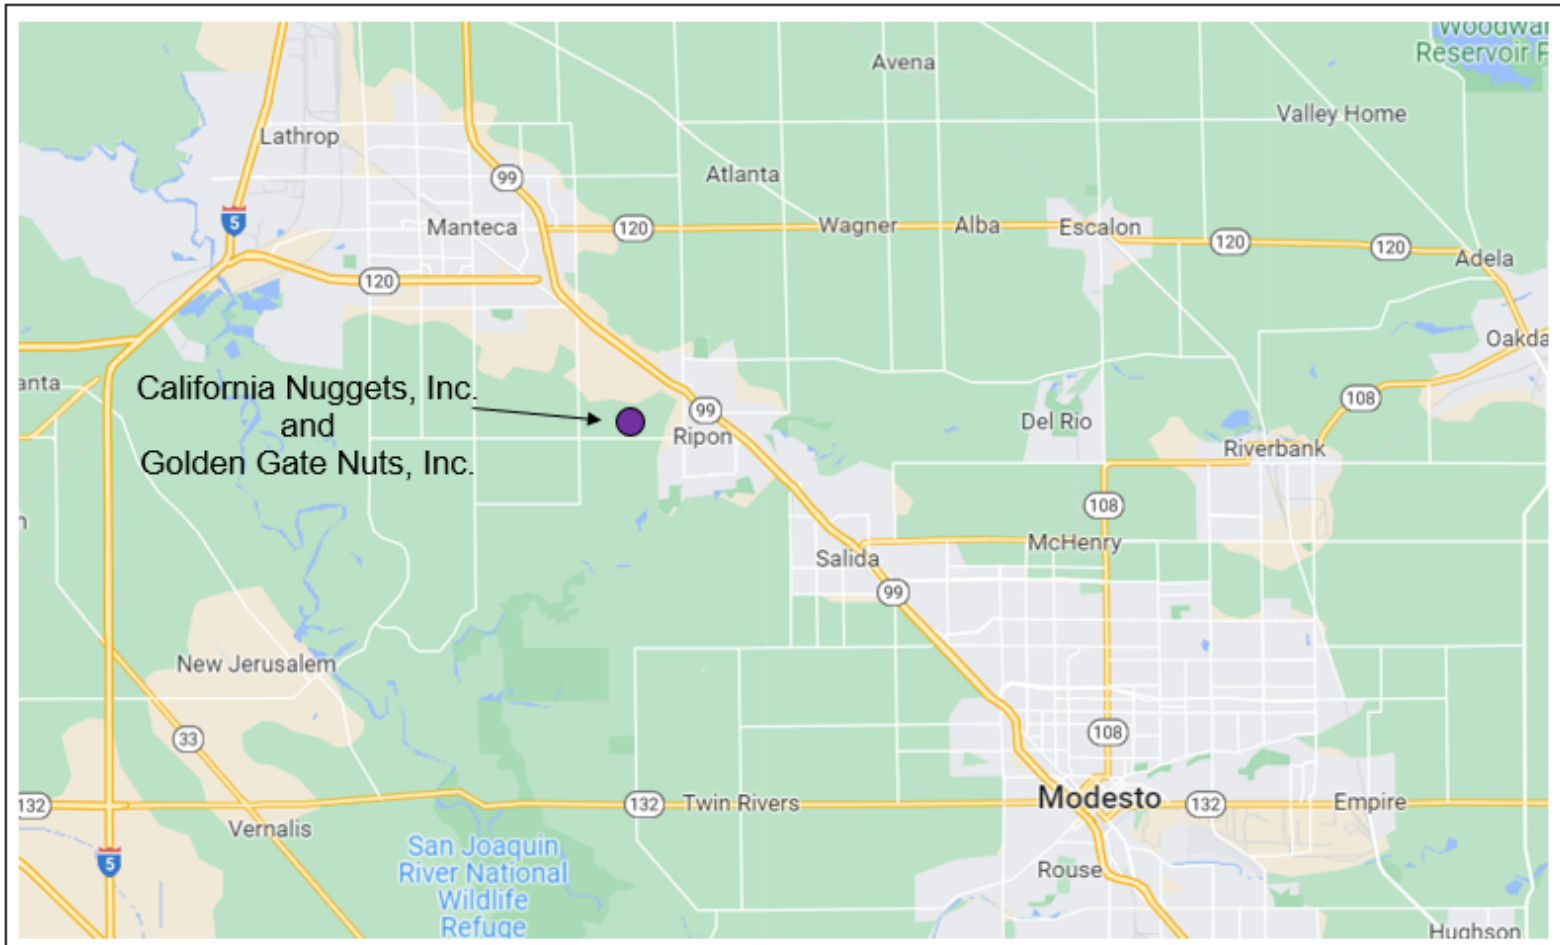 Woodwar
Reservoir P
Avena
Valley Home
Lathrop
99
Atlanta
5
Manteca
120
Wagner
Alba
Escalon
120
120
Adela
120
Oakda
anta
California Nuggets, Inc.
and
Golden Gate Nuts, Inc.
99
Ripon
108
Del Rio
Riverbank
108
McHenry
Salida
99
New Jerusalem
33
108
132
Vernalis
132
Twin Rivers
Modesto
132
Empire
5
San Joaquin
River National
Wildlife
Refuge
Rouse
Hughson